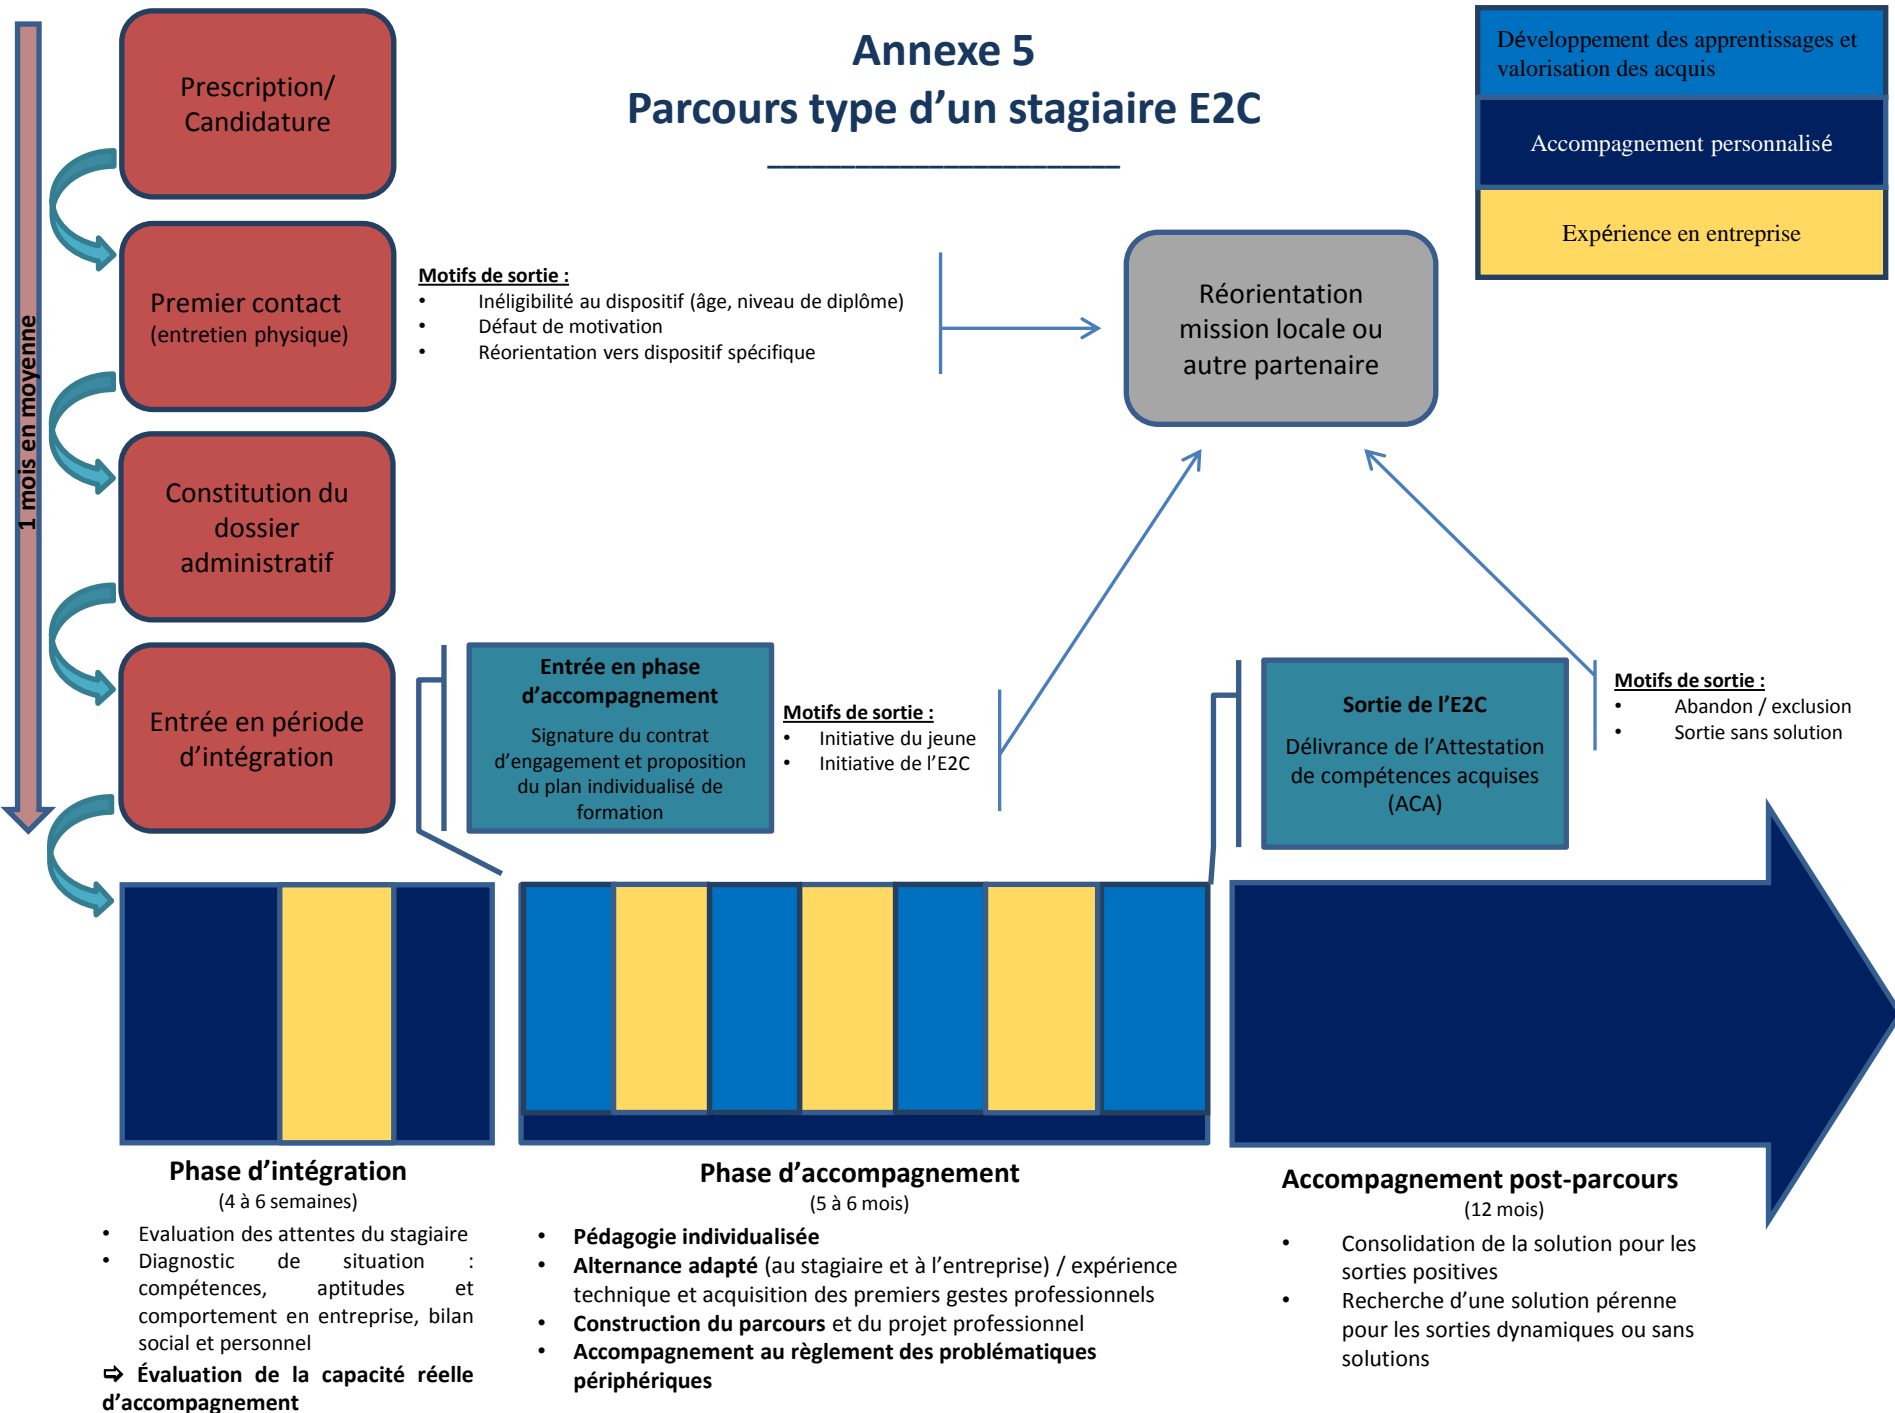 Annexe 5
Parcours type d'un stagiaire E2C
Développement des apprentissages et
valorisation des acquis
Accompagnement personnalisé
Expérience en entreprise
1 mois en moyenne
Prescription/
Candidature
Premier contact
(entretien physique)
Motifs de sortie :
• Inéligibilité au dispositif (âge, niveau de diplôme)
• Défaut de motivation
• Réorientation vers dispositif spécifique
Réorientation
mission locale ou
autre partenaire
Constitution du
dossier
administratif
Entrée en période
d'intégration
Entrée en phase
d'accompagnement
Signature du contrat
d'engagement et proposition
du plan individualisé de
formation
Motifs de sortie :
• Initiative du jeune
• Initiative de l'E2C
Sortie de l'E2C
Délivrance de l'Attestation
de compétences acquises
(ACA)
Motifs de sortie :
• Abandon / exclusion
• Sortie sans solution
Phase d'intégration
(4 à 6 semaines)
• Evaluation des attentes du stagiaire
• Diagnostic de situation :
compétences, aptitudes et
comportement en entreprise, bilan
social et personnel
⇨ Évaluation de la capacité réelle
d'accompagnement
Phase d'accompagnement
(5 à 6 mois)
• Pédagogie individualisée
• Alternance adapté (au stagiaire et à l'entreprise) / expérience
technique et acquisition des premiers gestes professionnels
• Construction du parcours et du projet professionnel
• Accompagnement au règlement des problématiques
périphériques
Accompagnement post-parcours
(12 mois)
• Consolidation de la solution pour les
sorties positives
• Recherche d'une solution pérenne
pour les sorties dynamiques ou sans
solutions